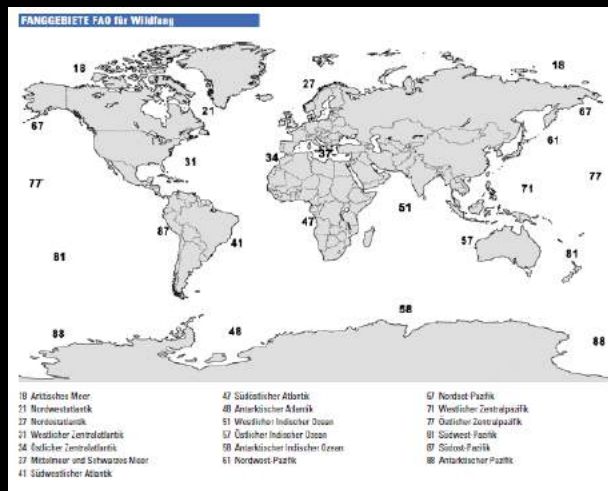 FANGGEBIETE FAO für Wildfang
18
18
27
21
67
67
61
31
34
37
77
77
71
51
87
47
41
57
81
81
58
48
88
88
18 Arktisches Meer
21 Nordwestatlantik
27 Nordostatlantik
31 Westlicher Zentralatlantik
34 Östlicher Zentralatlantik
37 Mittelmeer und Schwarzes Meer
41 Südwestlicher Atlantik
47 Südöstlicher Atlantik
48 Antarktischer Atlantik
51 Westlicher Indischer Ozean
57 Östlicher Indischer Ozean
58 Antarktischer Indischer Ozean
61 Nordwest-Pazifik
67 Nordost-Pazifik
71 Westlicher Zentralpazifik
77 Östlicher Zentralpazifik
81 Südwest-Pazifik
87 Südost-Pazifik
88 Antarktischer Pazifik